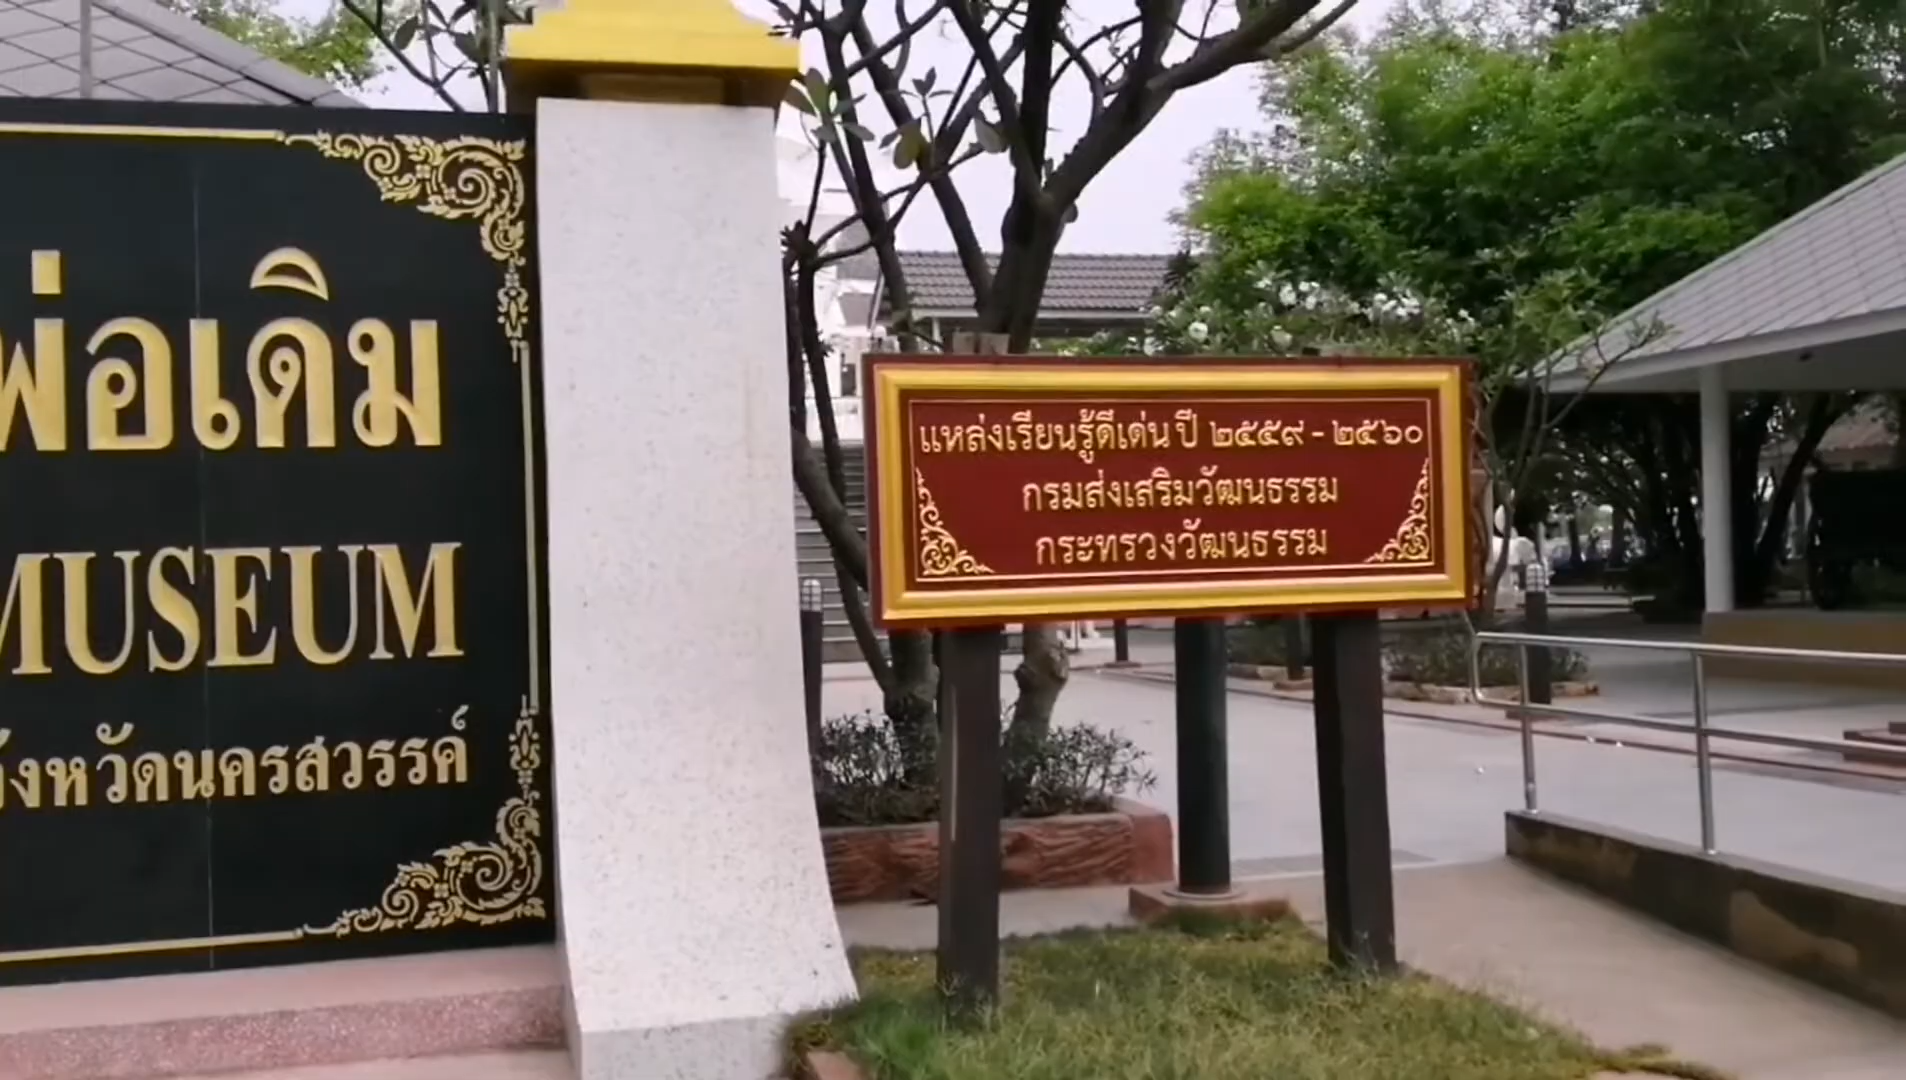 พ่อเดิม
MUSEUM
จังหวัดนครสวรรค์
แหล่งเรียนรู้ดีเด่น ปี ๒๕๕๙ - ๒๕๖๐
กรมส่งเสริมวัฒนธรรม
กระทรวงวัฒนธรรม